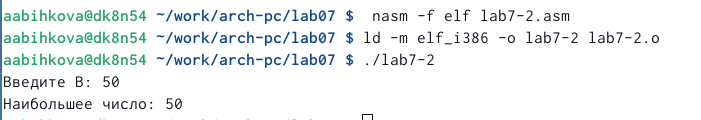 aabihkova@dk8n54 ~/work/arch-pc/lab07 $  nasm -f elf lab7-2.asm
aabihkova@dk8n54 ~/work/arch-pc/lab07 $ ld -m elf_i386 -o lab7-2 lab7-2.o
aabihkova@dk8n54 ~/work/arch-pc/lab07 $ ./lab7-2
Введите B: 50
Наибольшее число: 50